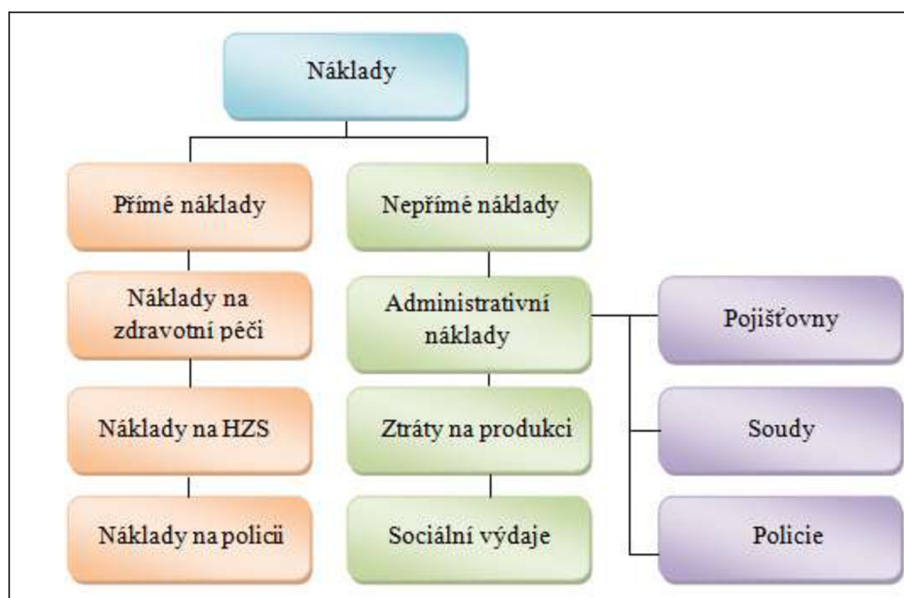 Náklady
Přímé náklady
Nepřímé náklady
Náklady na
zdravotní péči
Administrativní
náklady
Pojišťovny
Náklady na HZS
Ztráty na produkci
Soudy
Náklady na policii
Sociální výdaje
Policie